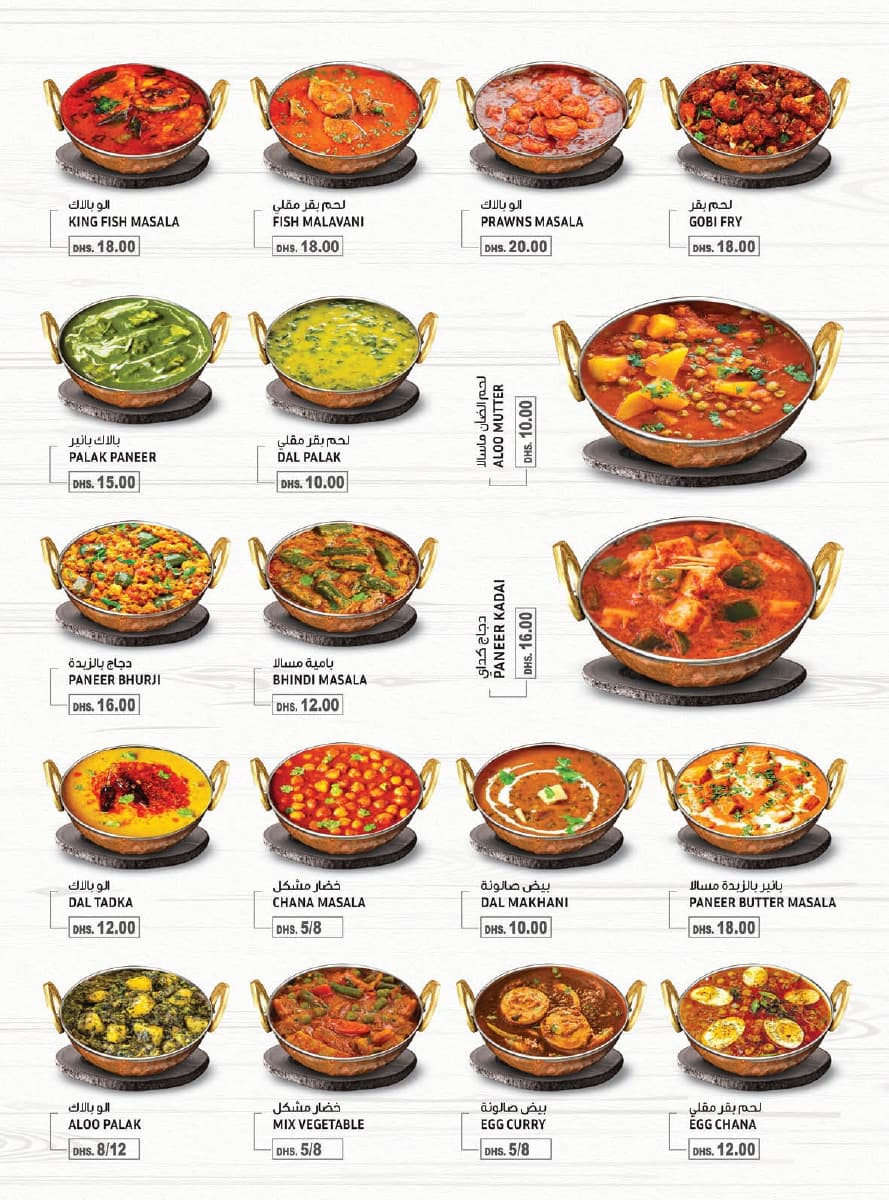 الو بالاك
KING FISH MASALA
DHS. 18.00
لحم بقر مقلي
FISH MALAVANI
DHS. 18.00
الو بالاك
PRAWNS MASALA
DHS. 20.00
لحم بقر
GOBI FRY
DHS. 18.00
بالاك بانير
PALAK PANEER
DHS. 15.00
لحم بقر مقلي
DAL PALAK
DHS. 10.00
لحم الضان ماسالا
ALOO MUTTER
DHS. 10.00
دجاج بالزبدة
PANEER BHURJI
DHS. 16.00
بامية مسالا
BHINDI MASALA
DHS. 12.00
دجاج كداي
PANEER KADAI
DHS. 16.00
الو بالاك
DAL TADKA
DHS. 12.00
خضار مشكل
CHANA MASALA
DHS. 5/8
بيض صالونة
DAL MAKHANI
DHS. 10.00
بانير بالزبدة مسالا
PANEER BUTTER MASALA
DHS. 18.00
الو بالاك
ALOO PALAK
DHS. 8/12
خضار مشكل
MIX VEGETABLE
DHS. 5/8
بيض صالونة
EGG CURRY
DHS. 5/8
لحم بقر مقلي
EGG CHANA
DHS. 12.00